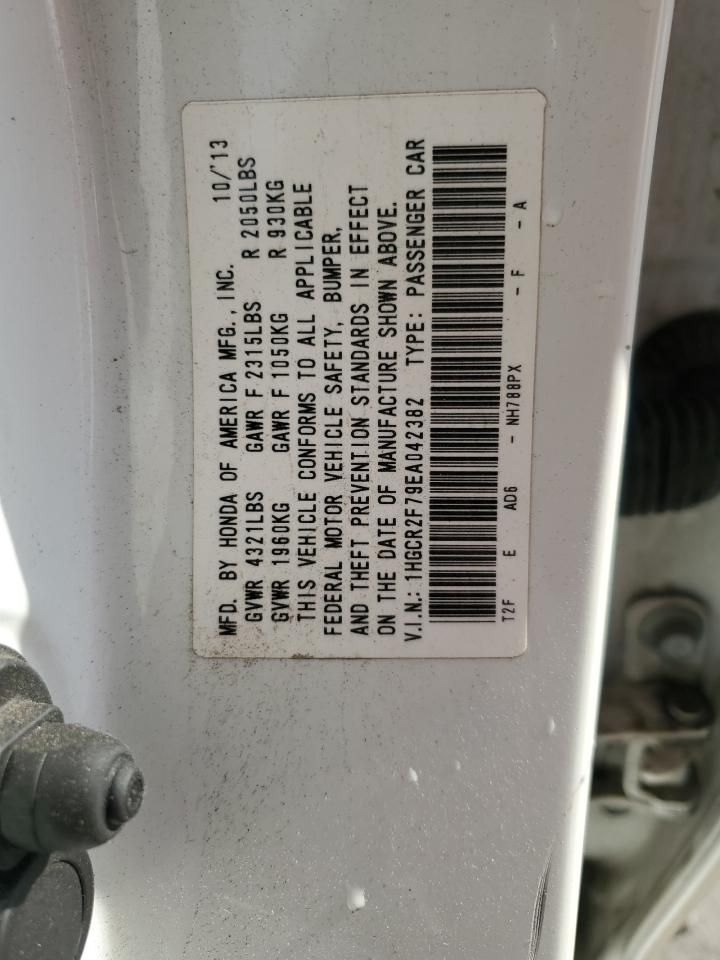 MFD. BY HONDA OF AMERICA MFG., INC. 10/'13
GVWR 4321LBS GAWR F 2315LBS R 2050LBS
GVWR 1960KG GAWR F 1050KG R 930KG
THIS VEHICLE CONFORMS TO ALL APPLICABLE
FEDERAL MOTOR VEHICLE SAFETY, BUMPER,
AND THEFT PREVENTION STANDARDS IN EFFECT
ON THE DATE OF MANUFACTURE SHOWN ABOVE.
V.I.N.: 1HGCR2F79EA042382 TYPE: PASSENGER CAR
T2F E AD6 - NH788PX - F - A